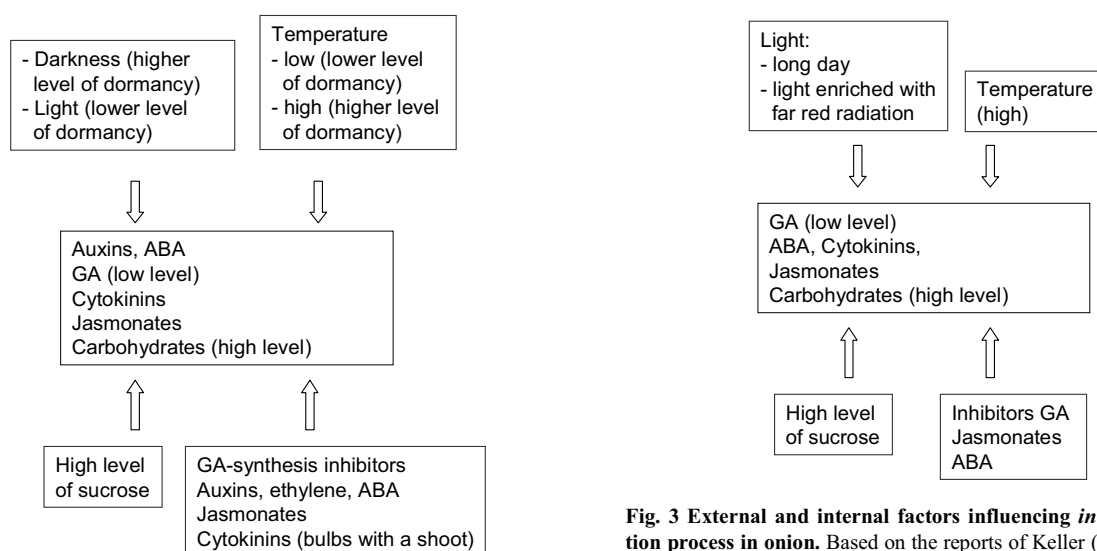 - Darkness (higher
level of dormancy)
- Light (lower level
of dormancy)
Temperature
- low (lower level
of dormancy)
- high (higher level
of dormancy)
Auxins, ABA
GA (low level)
Cytokinins
Jasmonates
Carbohydrates (high level)
High level
of sucrose
GA-synthesis inhibitors
Auxins, ethylene, ABA
Jasmonates
Cytokinins (bulbs with a shoot)
Light:
- long day
- light enriched with
far red radiation
Temperature
(high)
GA (low level)
ABA, Cytokinins,
Jasmonates
Carbohydrates (high level)
High level
of sucrose
Inhibitors GA
Jasmonates
ABA
Fig. 3 External and internal factors influencing in
tion process in onion. Based on the reports of Keller (